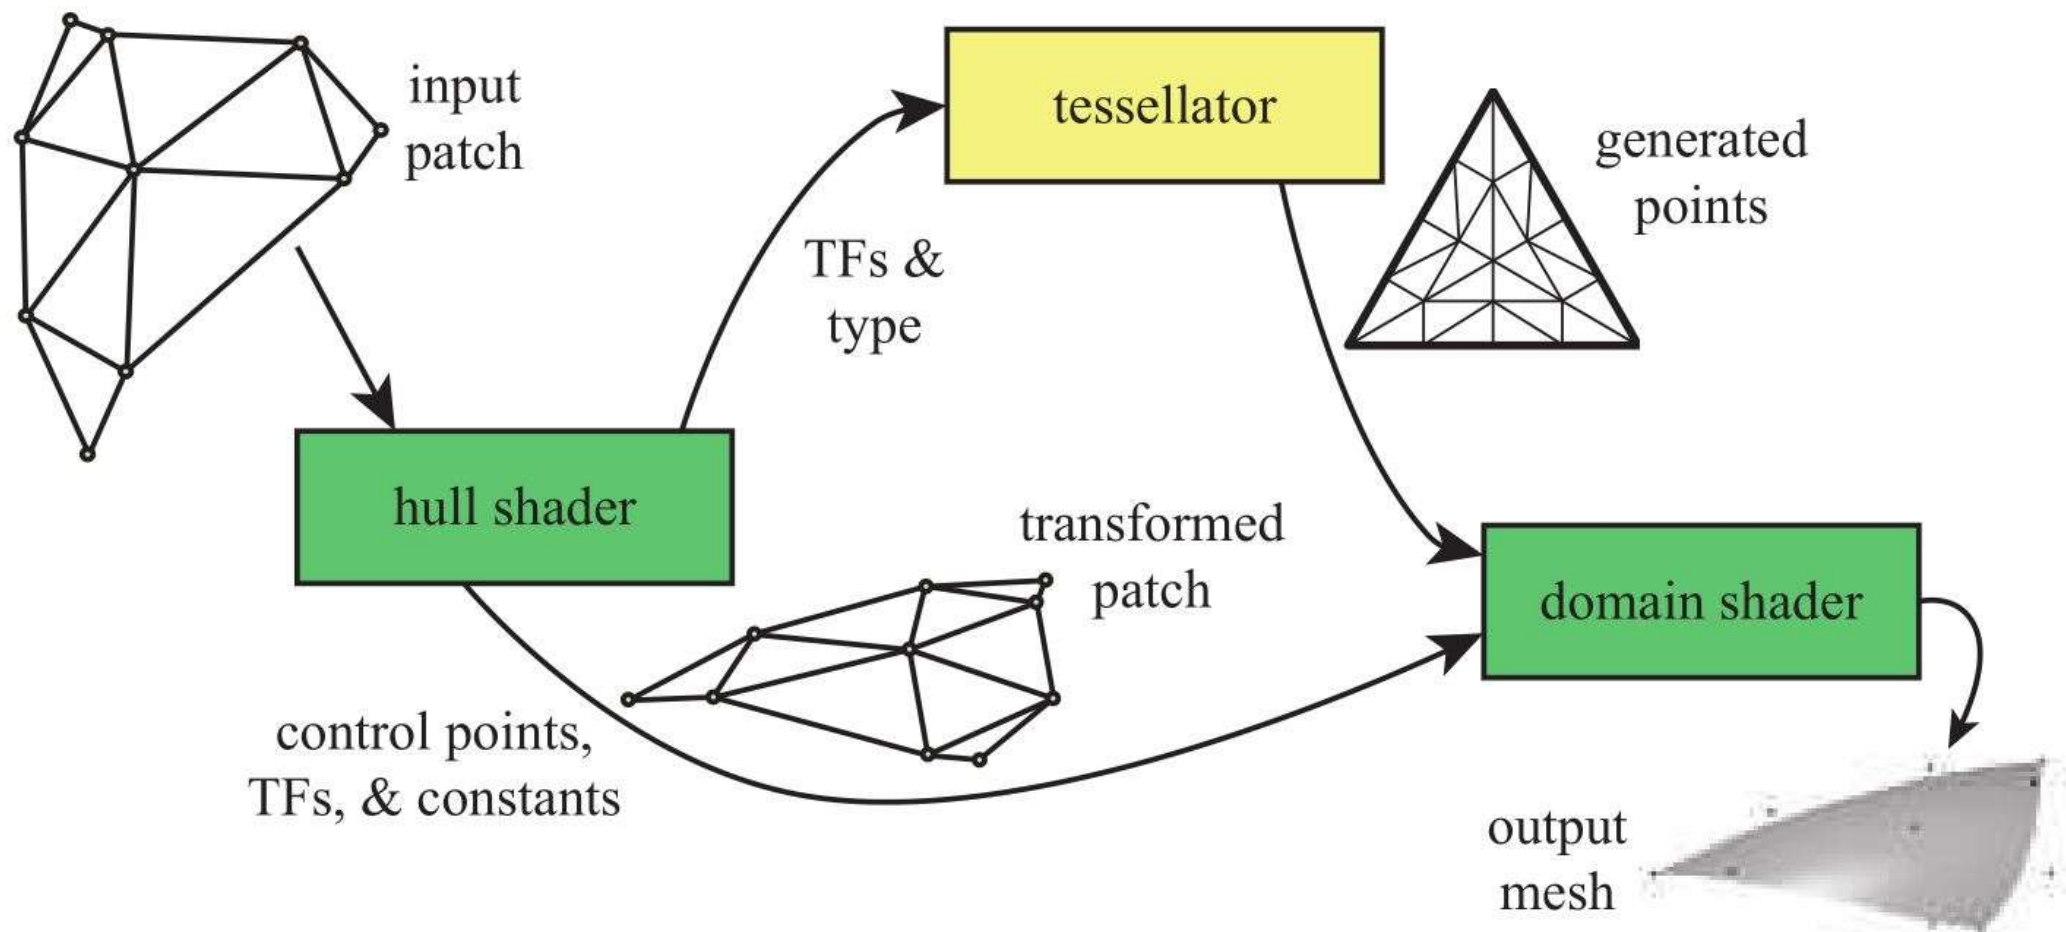 input
patch
tessellator
generated
points
TFs &
type
hull shader
transformed
patch
domain shader
control points,
TFs, & constants
output
mesh